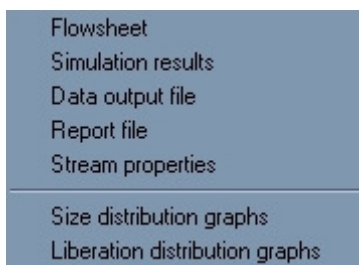 Flowsheet
Simulation results
Data output file
Report file
Stream properties
Size distribution graphs
Liberation distribution graphs